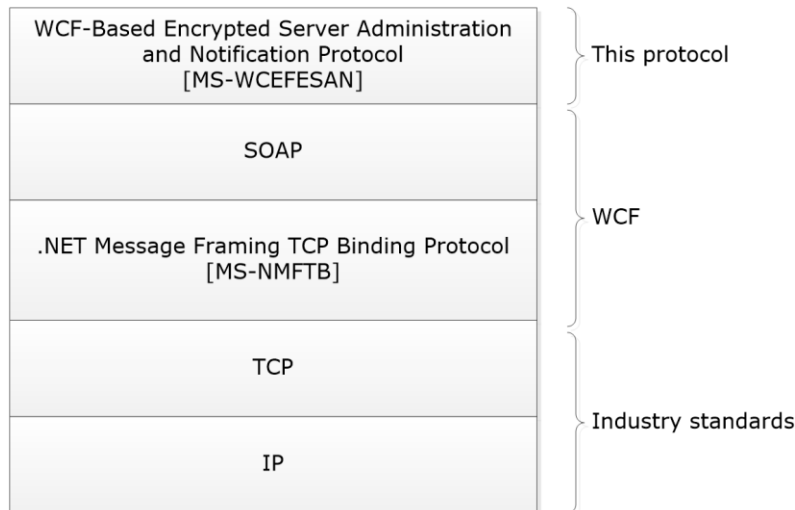 WCF-Based Encrypted Server Administration
and Notification Protocol
[MS-WCEFESAN]
This protocol
SOAP
WCF
.NET Message Framing TCP Binding Protocol
[MS-NMFTB]
TCP
Industry standards
IP